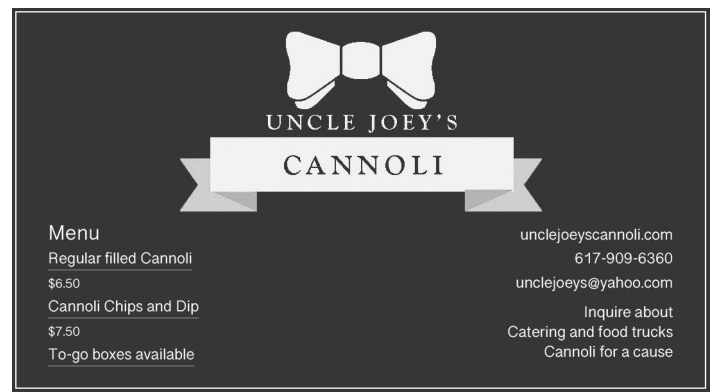 UNCLE JOEY'S
CANNOLI
Menu
Regular filled Cannoli
$6.50
Cannoli Chips and Dip
$7.50
To-go boxes available
unclejoeyscannoli.com
617-909-6360
unclejoeys@yahoo.com
Inquire about
Catering and food trucks
Cannoli for a cause